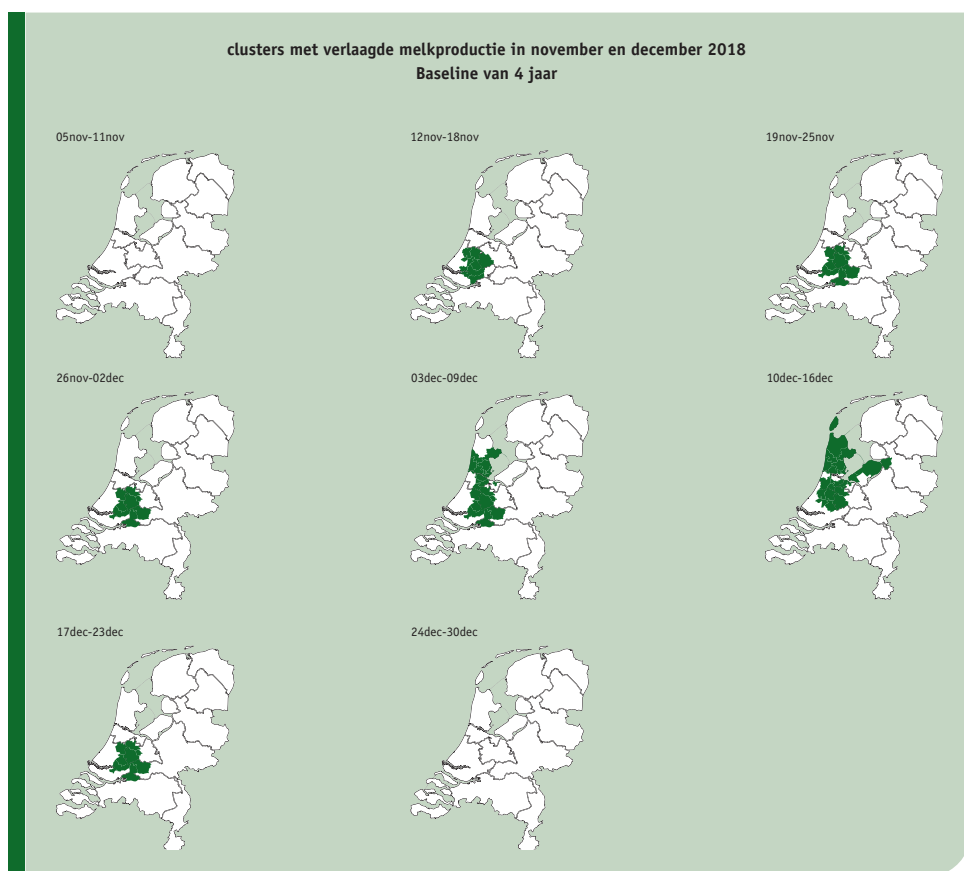 clusters met verlaagde melkproductie in november en december 2018
Baseline van 4 jaar
05nov-11nov
12nov-18nov
19nov-25nov
26nov-02dec
03dec-09dec
10dec-16dec
17dec-23dec
24dec-30dec